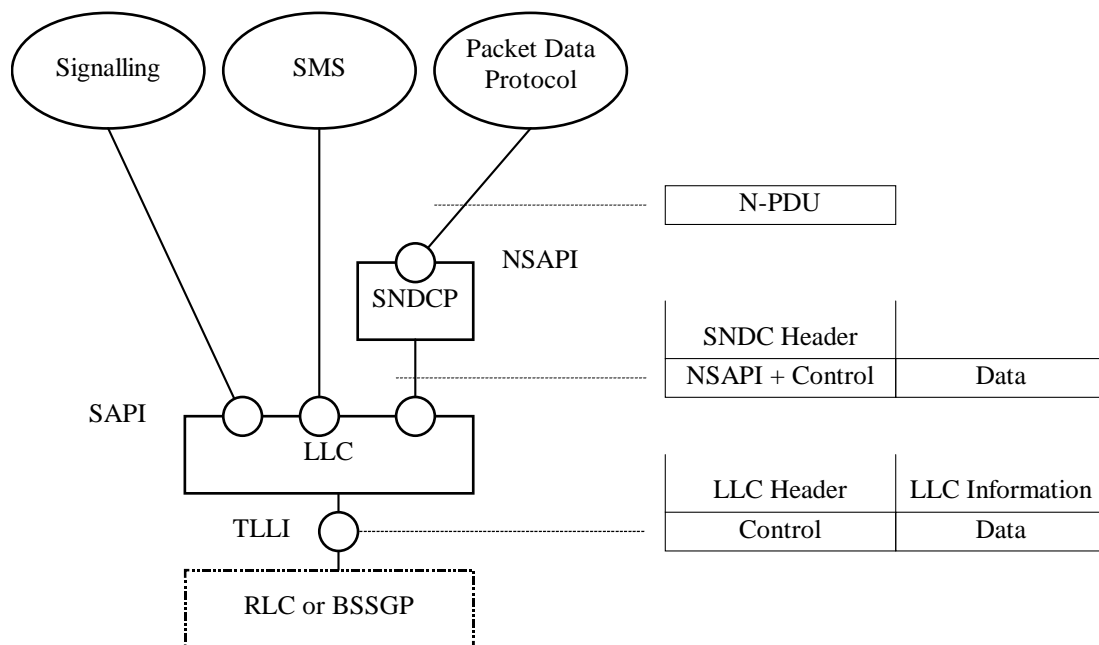 Signalling
SMS
Packet Data
Protocol
N-PDU
NSAPI
SNDCP
SNDC Header
NSAPI + Control
Data
SAPI
LLC
LLC Header
LLC Information
TLLI
Control
Data
RLC or BSSGP